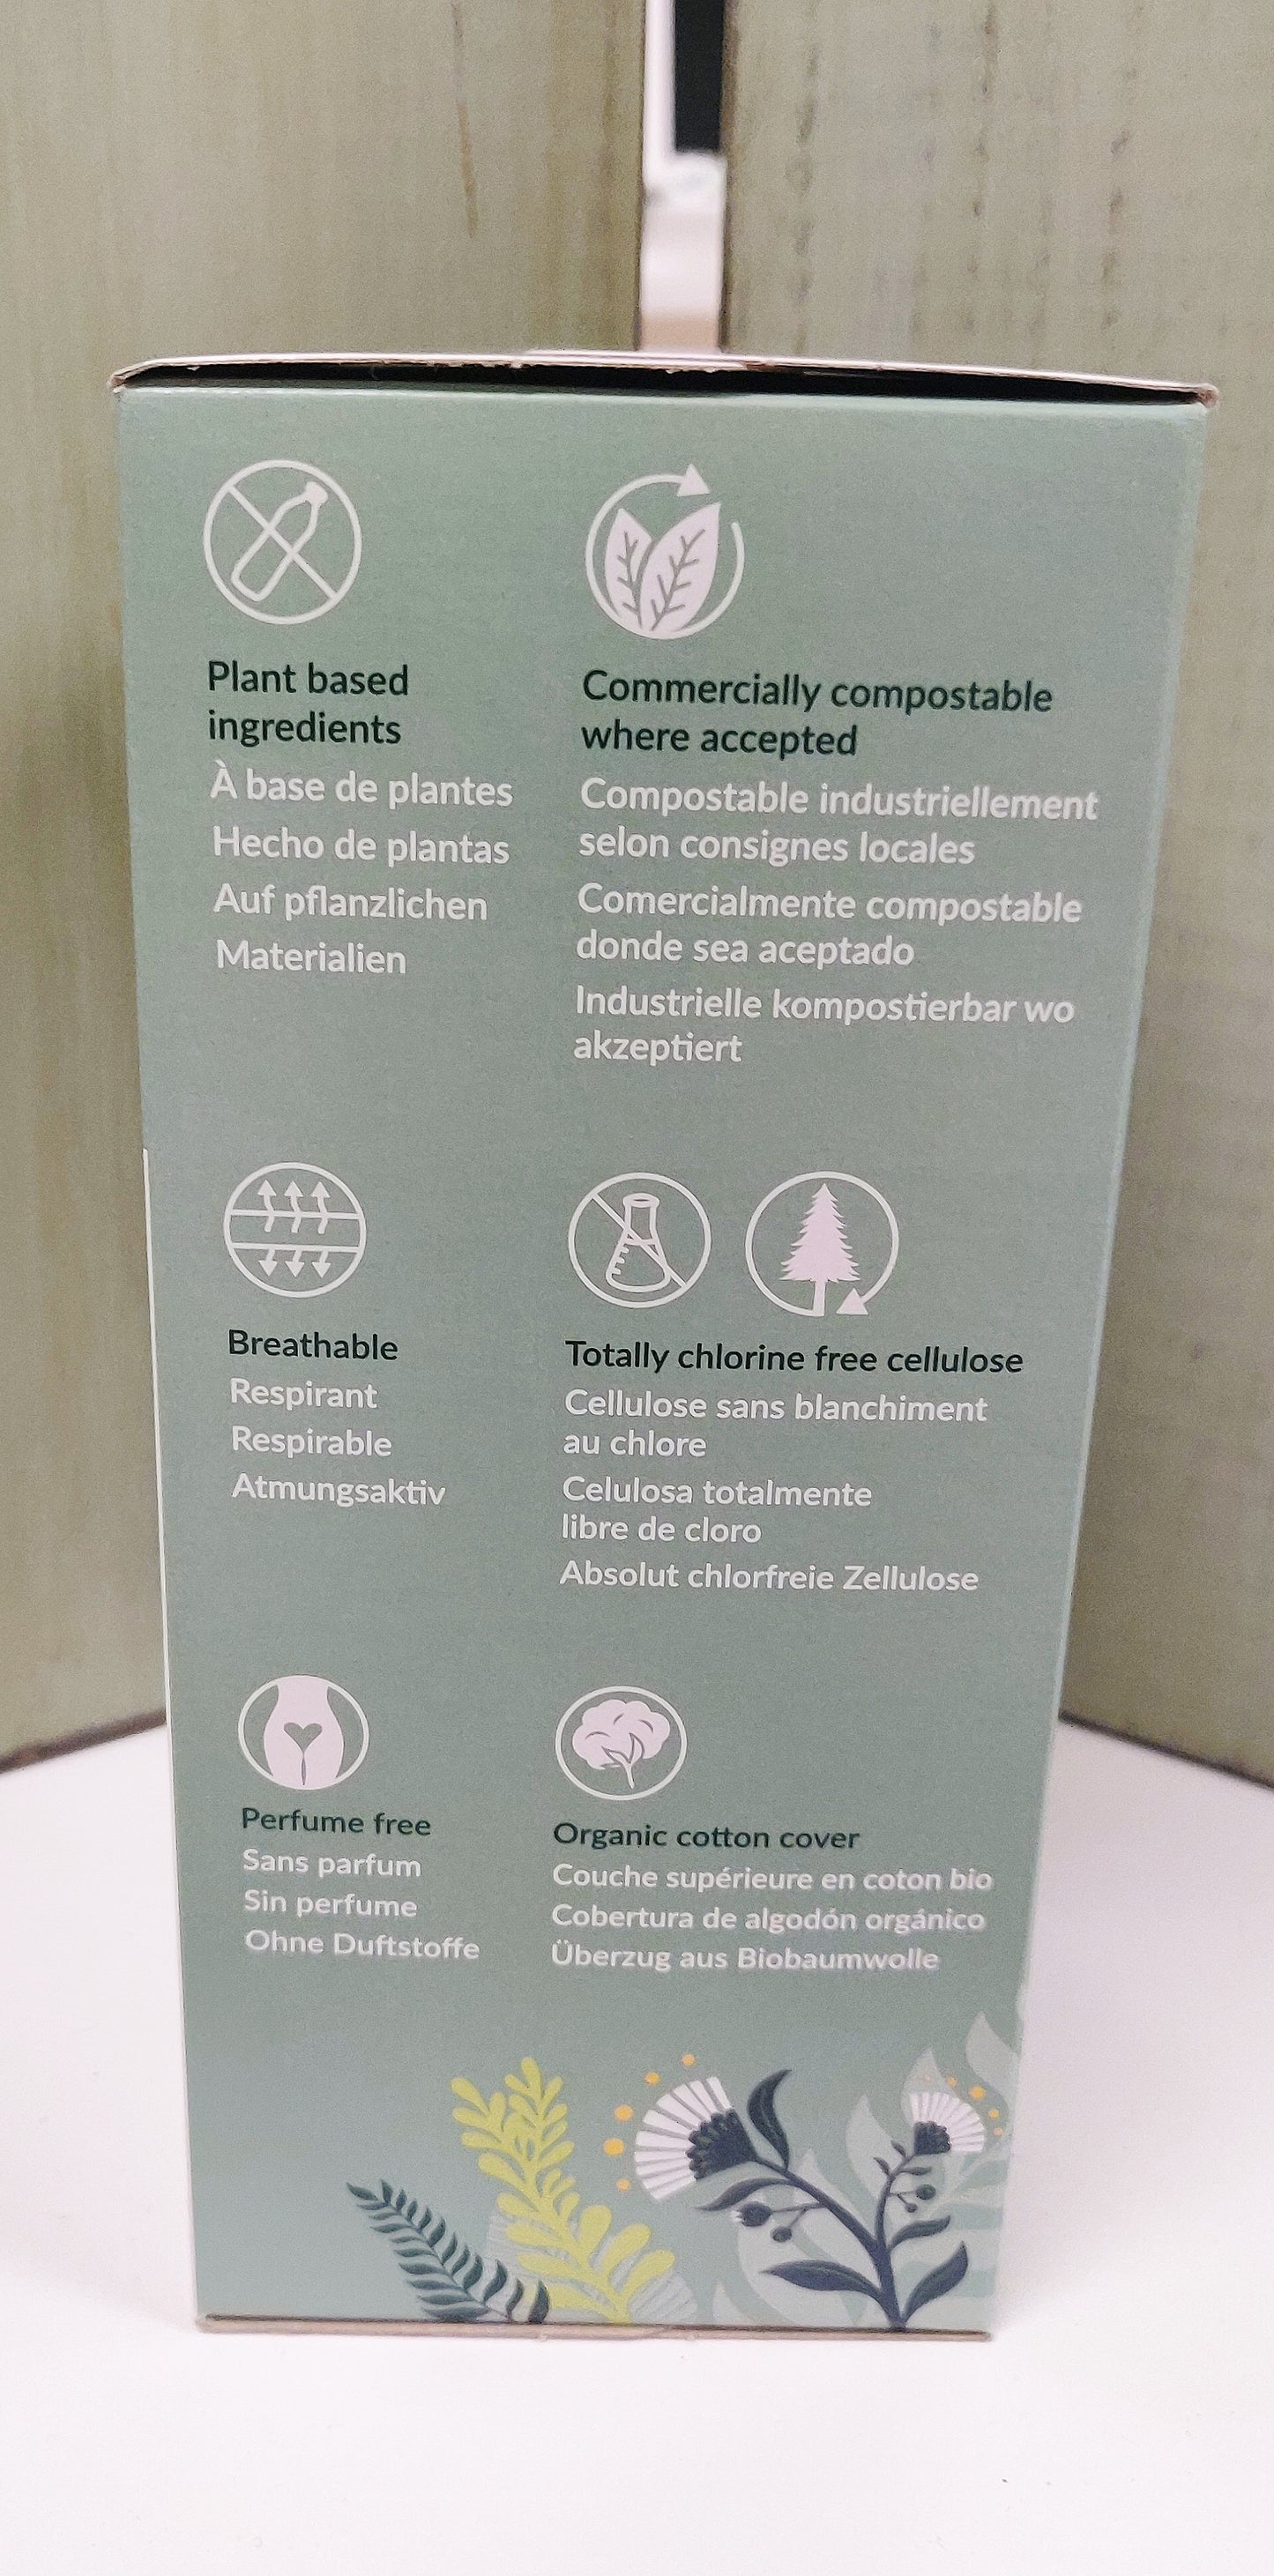 Plant based
ingredients
À base de plantes
Hecho de plantas
Auf pflanzlichen
Materialien
Commercially compostable
where accepted
Compostable industriellement
selon consignes locales
Comercialmente compostable
donde sea aceptado
Industrielle kompostierbar wo
akzeptiert
Breathable
Respirant
Respirable
Atmungsaktiv
Totally chlorine free cellulose
Cellulose sans blanchiment
au chlore
Celulosa totalmente
libre de cloro
Absolut chlorfreie Zellulose
Perfume free
Sans parfum
Sin perfume
Ohne Duftstoffe
Organic cotton cover
Couche supérieure en coton bio
Cobertura de algodón orgánico
Überzug aus Biobaumwolle